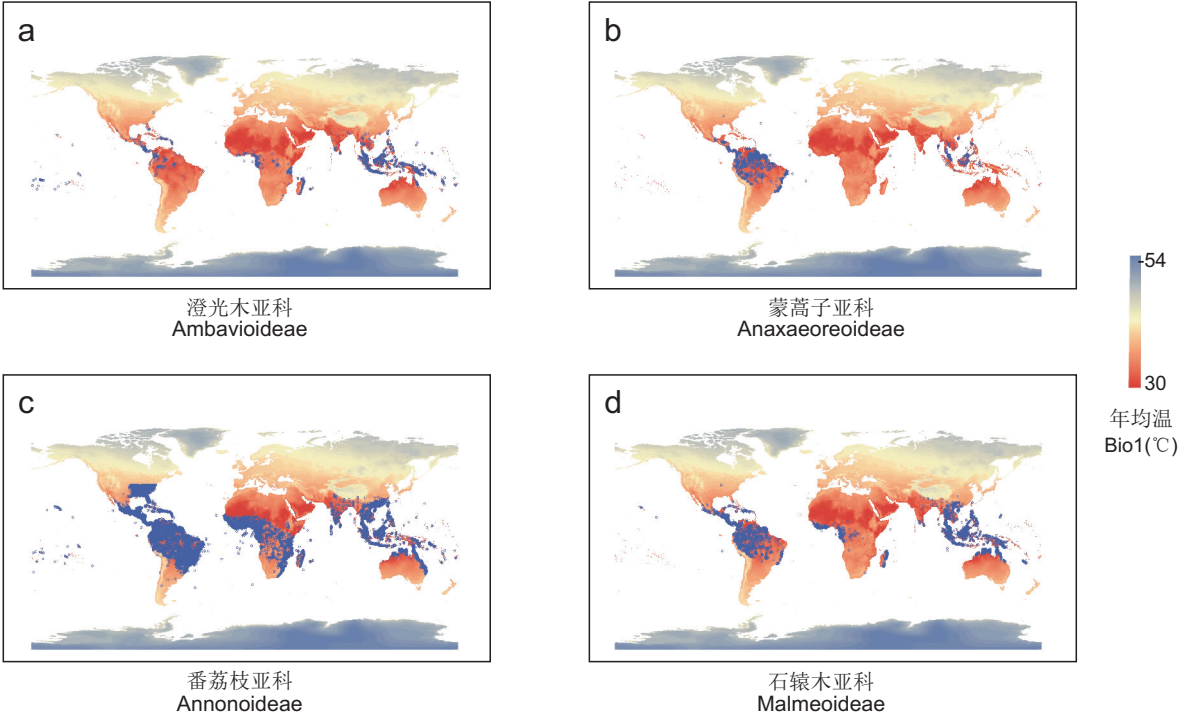 a
b
澄光木亚科
Ambavioideae
蒙蒿子亚科
Anaxaeoreoideae
-54
30
年均温
Bio1(℃)
c
d
番荔枝亚科
Annonoideae
石辕木亚科
Malmeoideae